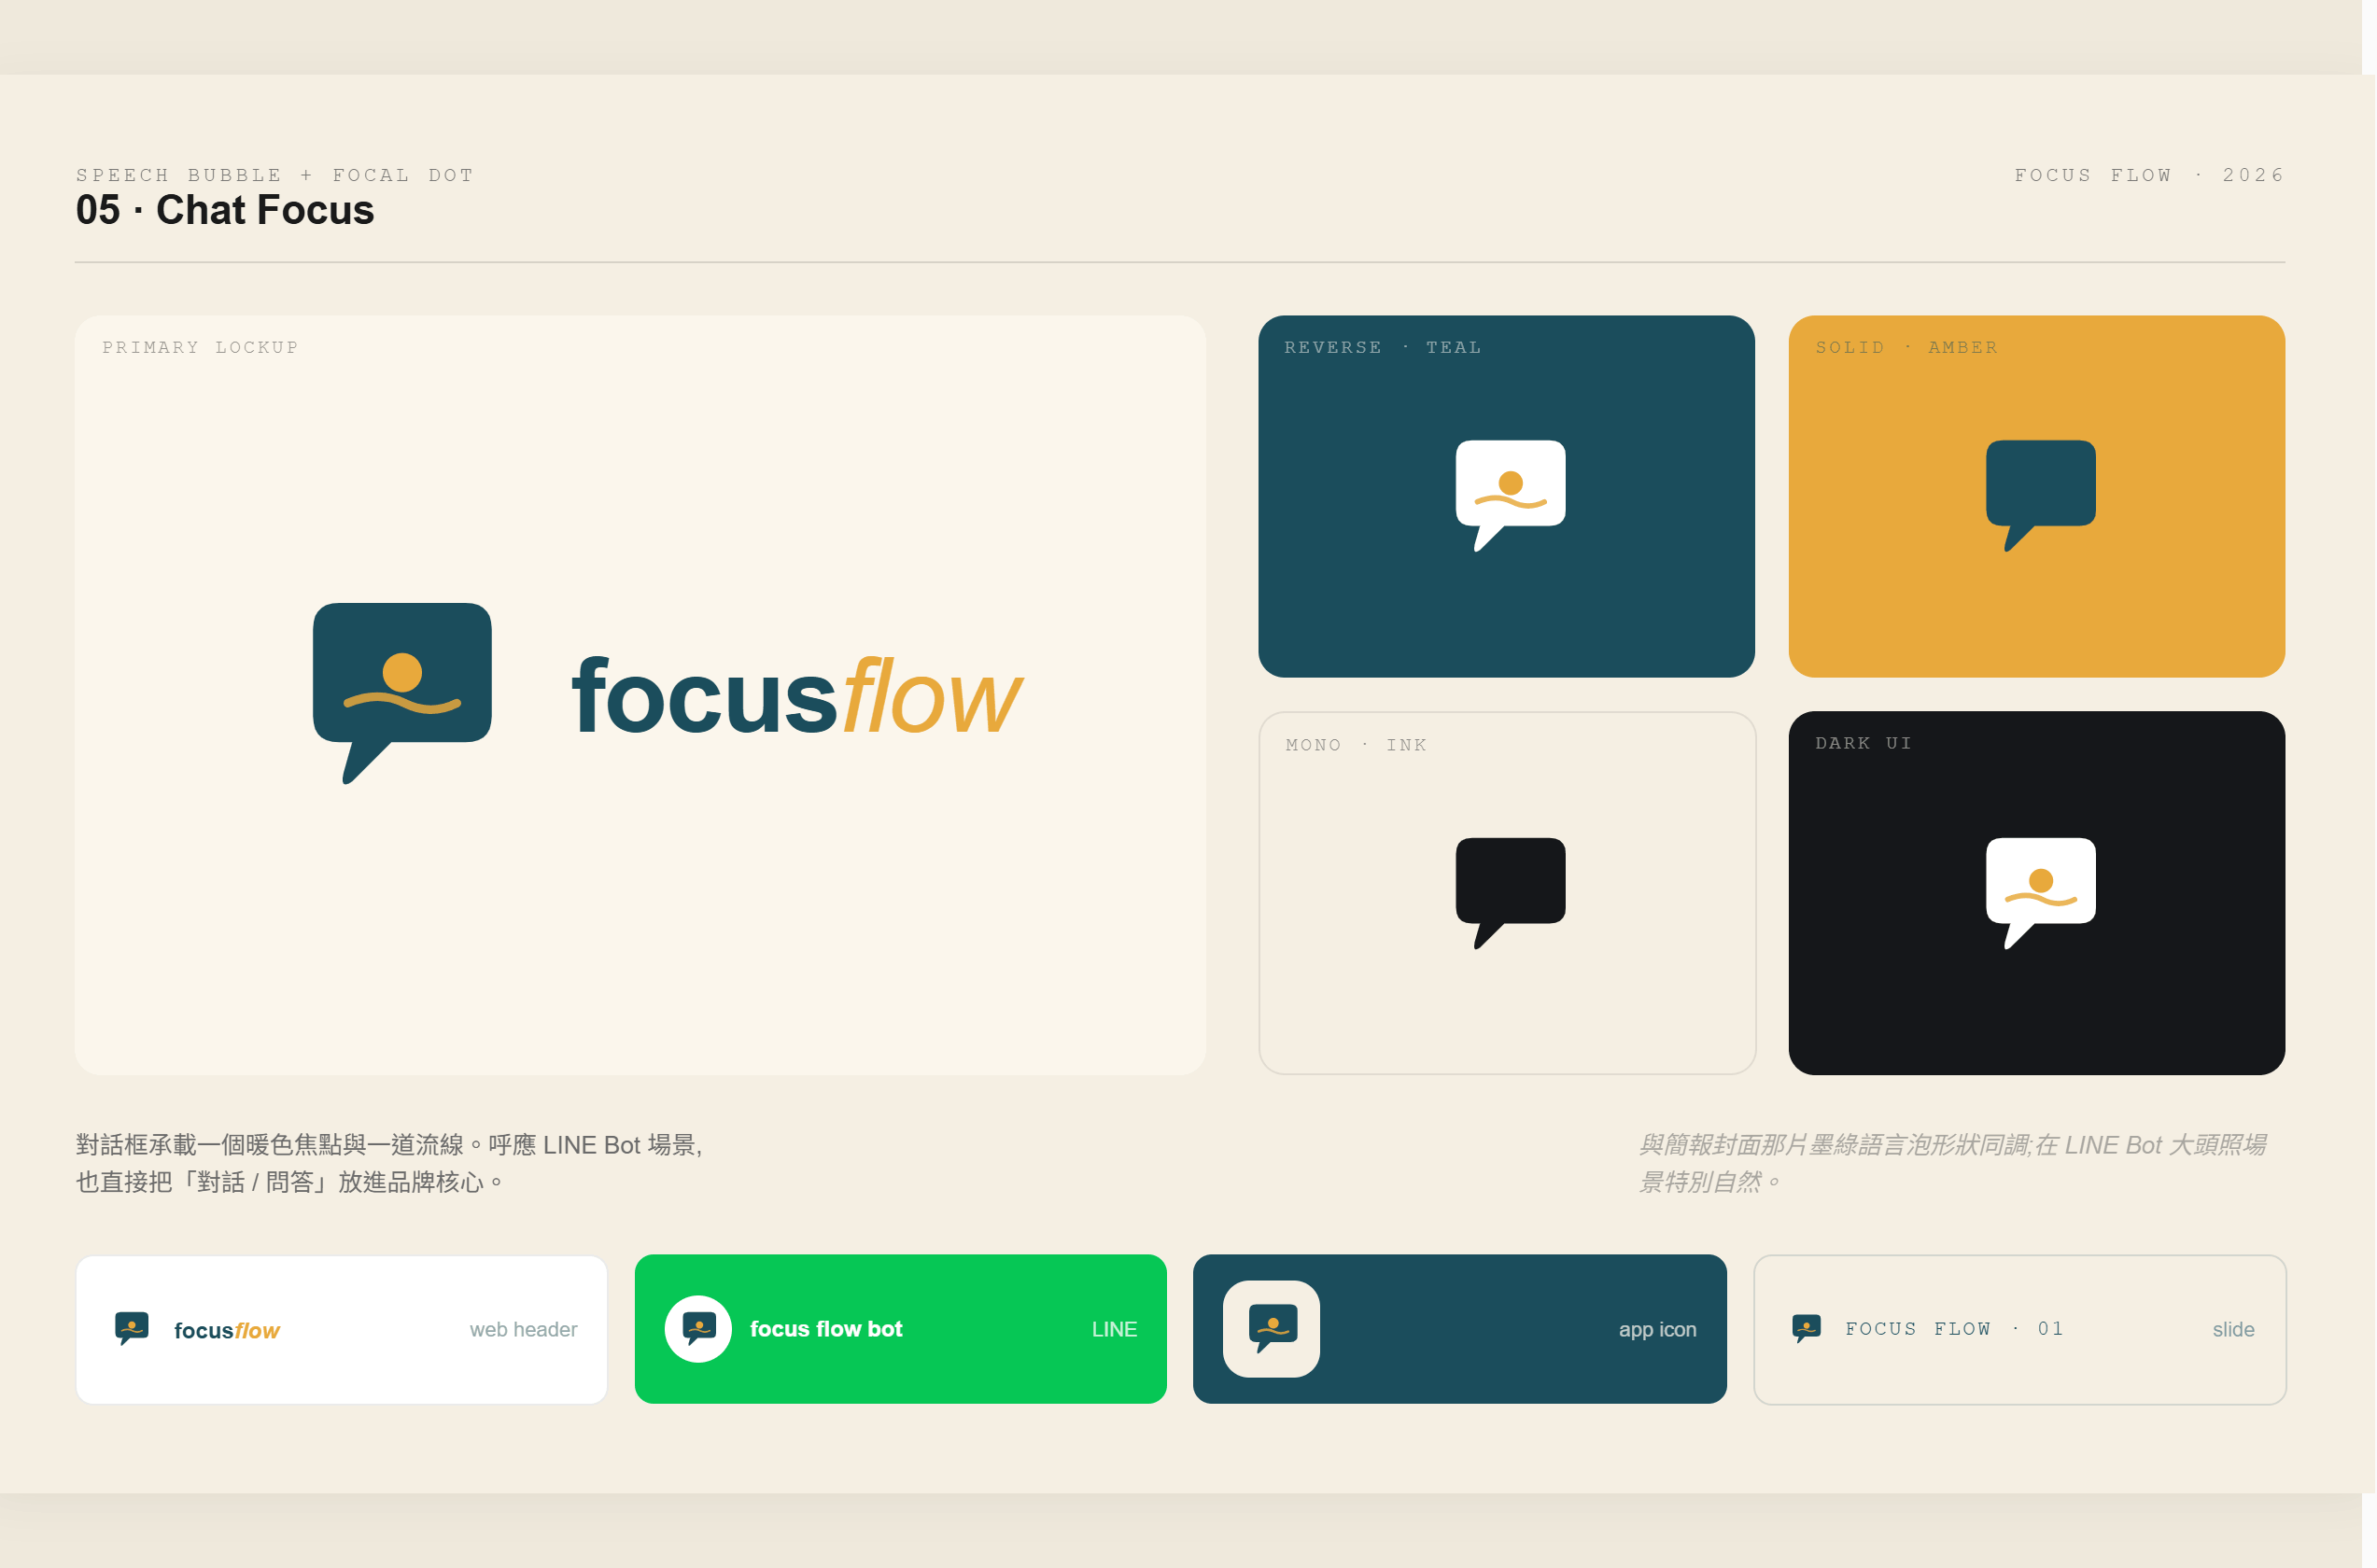 SPEECH BUBBLE + FOCAL DOT
FOCUS FLOW · 2026
05 · Chat Focus
PRIMARY LOCKUP
focusflow
REVERSE · TEAL
SOLID · AMBER
MONO · INK
DARK UI
對話框承載一個暖色焦點與一道流線。呼應 LINE Bot 場景,
也直接把「對話 / 問答」放進品牌核心。
與簡報封面那片墨綠語言泡形狀同調;在 LINE Bot 大頭照場
景特別自然。
focusflow
web header
focus flow bot
LINE
app icon
FOCUS FLOW · 01
slide